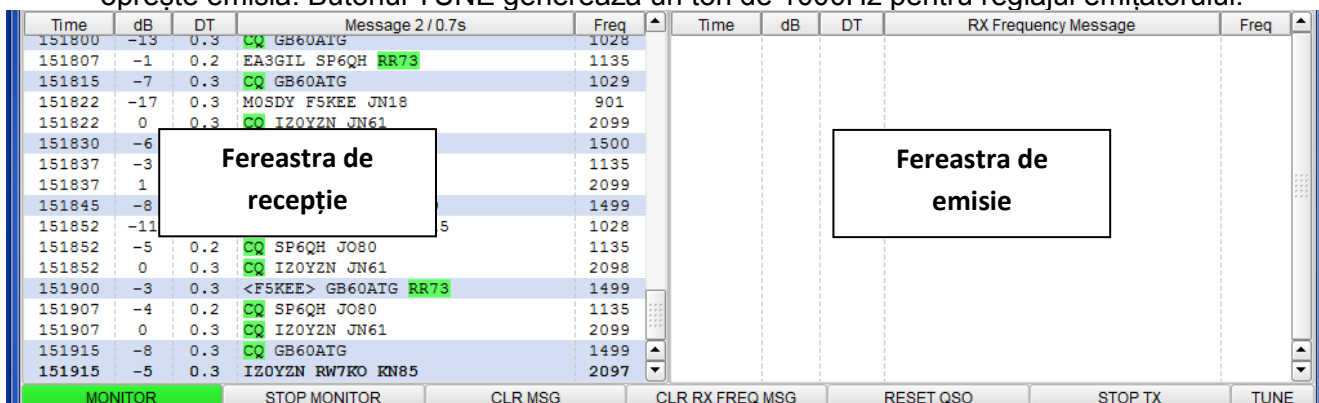 oprește emisia. Butonul TUNE generează un ton de 1000Hz pentru reglajul emițătorului.
Time dB DT Message 2 / 0.7s Freq Time dB DT RX Frequency Message Freq
151800 -13 0.3 CQ GB60ATG 1028
151807 -1 0.2 EA3GIL SP6QH RR73 1135
151815 -7 0.3 CQ GB60ATG 1029
151822 -17 0.3 M0SDY F5KEE JN18 901
151822 0 0.3 CQ IZ0YZN JN61 2099
151830 -6 1500
151837 -3 1135
151837 1 2099
151845 -8 1499
151852 -11 5 1028
151852 -5 0.2 CQ SP6QH JO80 1135
151852 0 0.3 CQ IZ0YZN JN61 2098
151900 -3 0.3 <F5KEE> GB60ATG RR73 1499
151907 -4 0.2 CQ SP6QH JO80 1135
151907 0 0.3 CQ IZ0YZN JN61 2099
151915 -8 0.3 CQ GB60ATG 1499
151915 -5 0.3 IZ0YZN RW7KO KN85 2097
Fereastra de
recepție
Fereastra de
emisie
MONITOR STOP MONITOR CLR MSG CLR RX FREQ MSG RESET QSO STOP TX TUNE